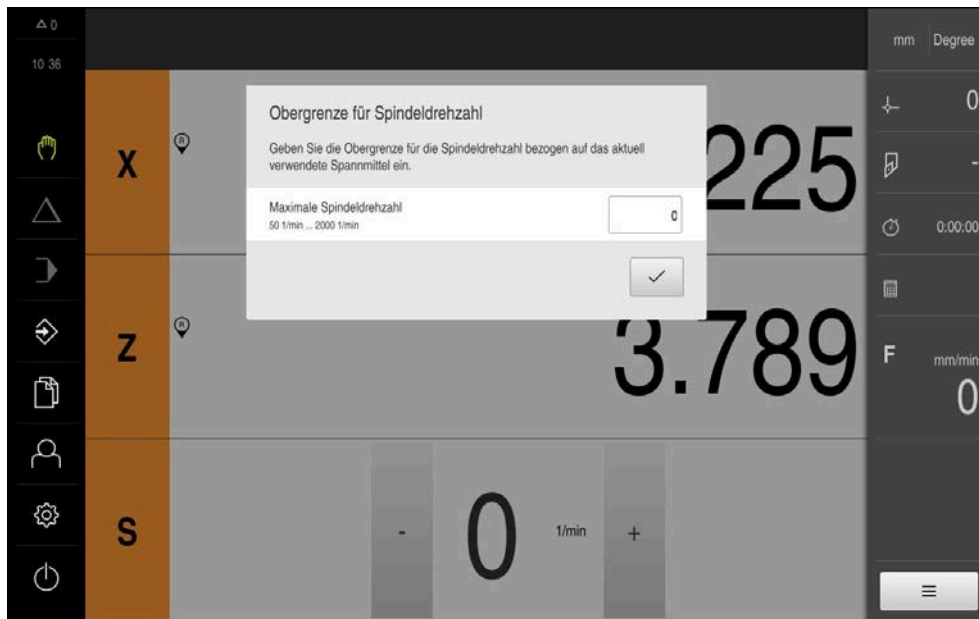 0
10 36
mm Degree
Obergrenze für Spindeldrehzahl
Geben Sie die Obergrenze für die Spindeldrehzahl bezogen auf das aktuell
verwendete Spannmittel ein.
Maximale Spindeldrehzahl
50 1/min ... 2000 1/min
0
X
R
225
0
-
0:00:00
Z
R
3.789
F
mm/min
0
S
-
0
1/min
+